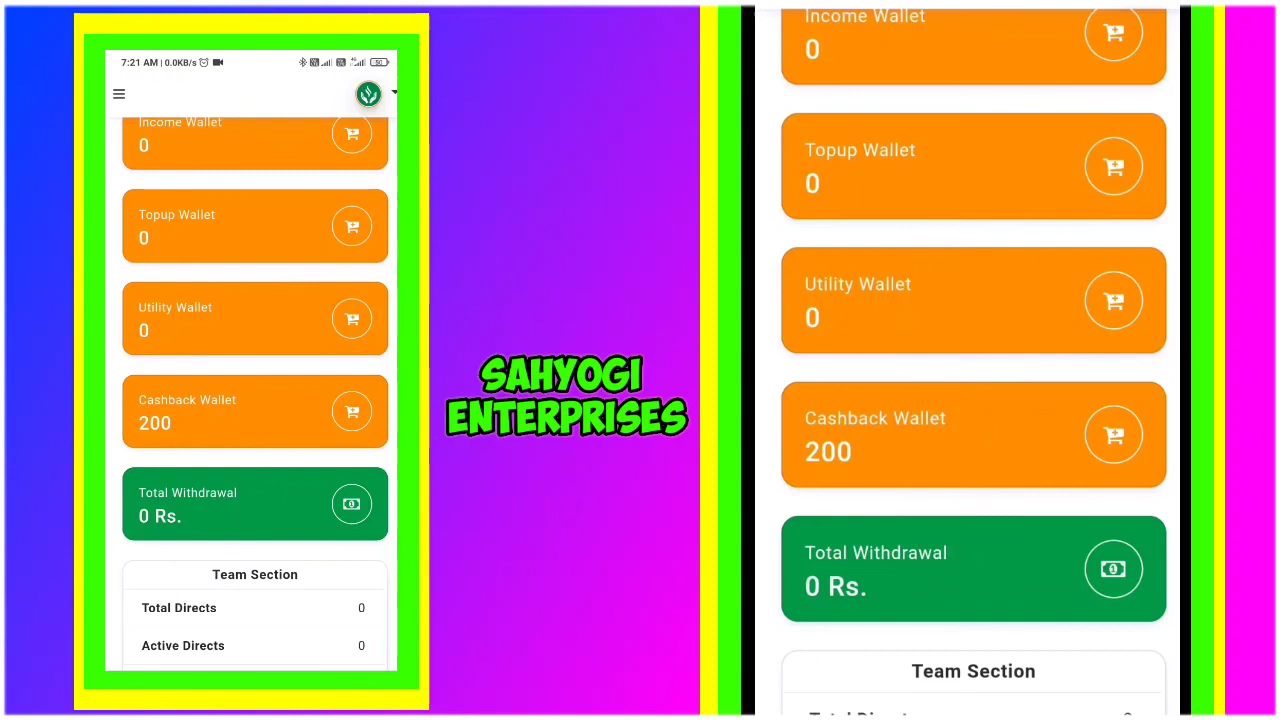 7:21 AM | 0.0KB/s
Income Wallet
0
Topup Wallet
0
Utility Wallet
0
Cashback Wallet
200
Total Withdrawal
0 Rs.
Team Section
Total Directs 0
Active Directs 0
SAHYOGI
ENTERPRISES
Income Wallet
0
Topup Wallet
0
Utility Wallet
0
Cashback Wallet
200
Total Withdrawal
0 Rs.
Team Section